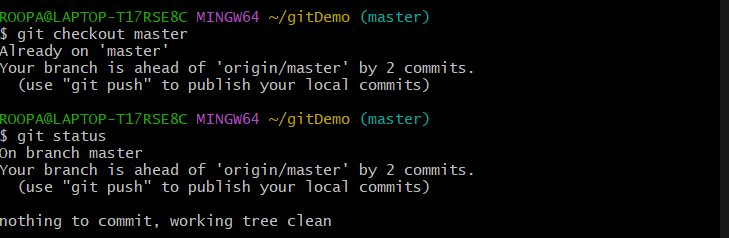 ROOPA@LAPTOP-T17RSE8C MINGW64 ~/gitDemo (master)
$ git checkout master
Already on 'master'
Your branch is ahead of 'origin/master' by 2 commits.
  (use "git push" to publish your local commits)

ROOPA@LAPTOP-T17RSE8C MINGW64 ~/gitDemo (master)
$ git status
On branch master
Your branch is ahead of 'origin/master' by 2 commits.
  (use "git push" to publish your local commits)

nothing to commit, working tree clean